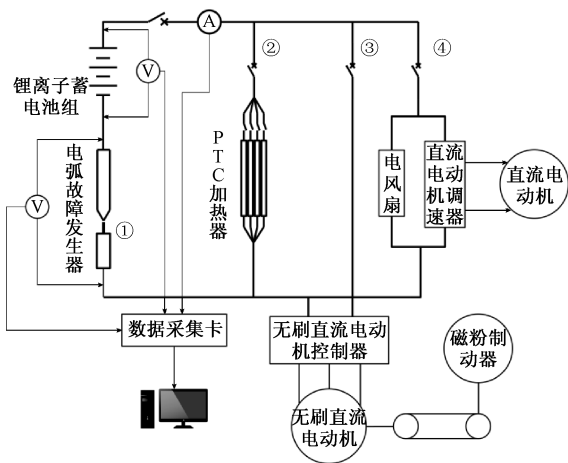 A
②
③
④
V
锂离子蓄
电池组
V
电弧故障发生器
①
PTC加热器
电风扇
直流电动机调速器
直流电
动机
数据采集卡
无刷直流电动
机控制器
磁粉制
动器
无刷直流
电动机